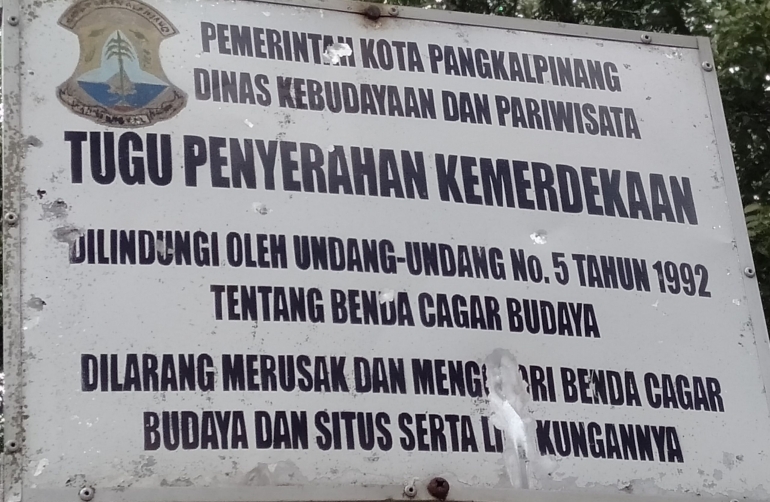 PEMERINTAH KOTA PANGKALPINANG
DINAS KEBUDAYAAN DAN PARIWISATA
TUGU PENYERAHAN KEMERDEKAAN
DILINDUNGI OLEH UNDANG-UNDANG No. 5 TAHUN 1992
TENTANG BENDA CAGAR BUDAYA
DILARANG MERUSAK DAN BENDA CAGAR
BUDAYA DAN SITUS SERTA